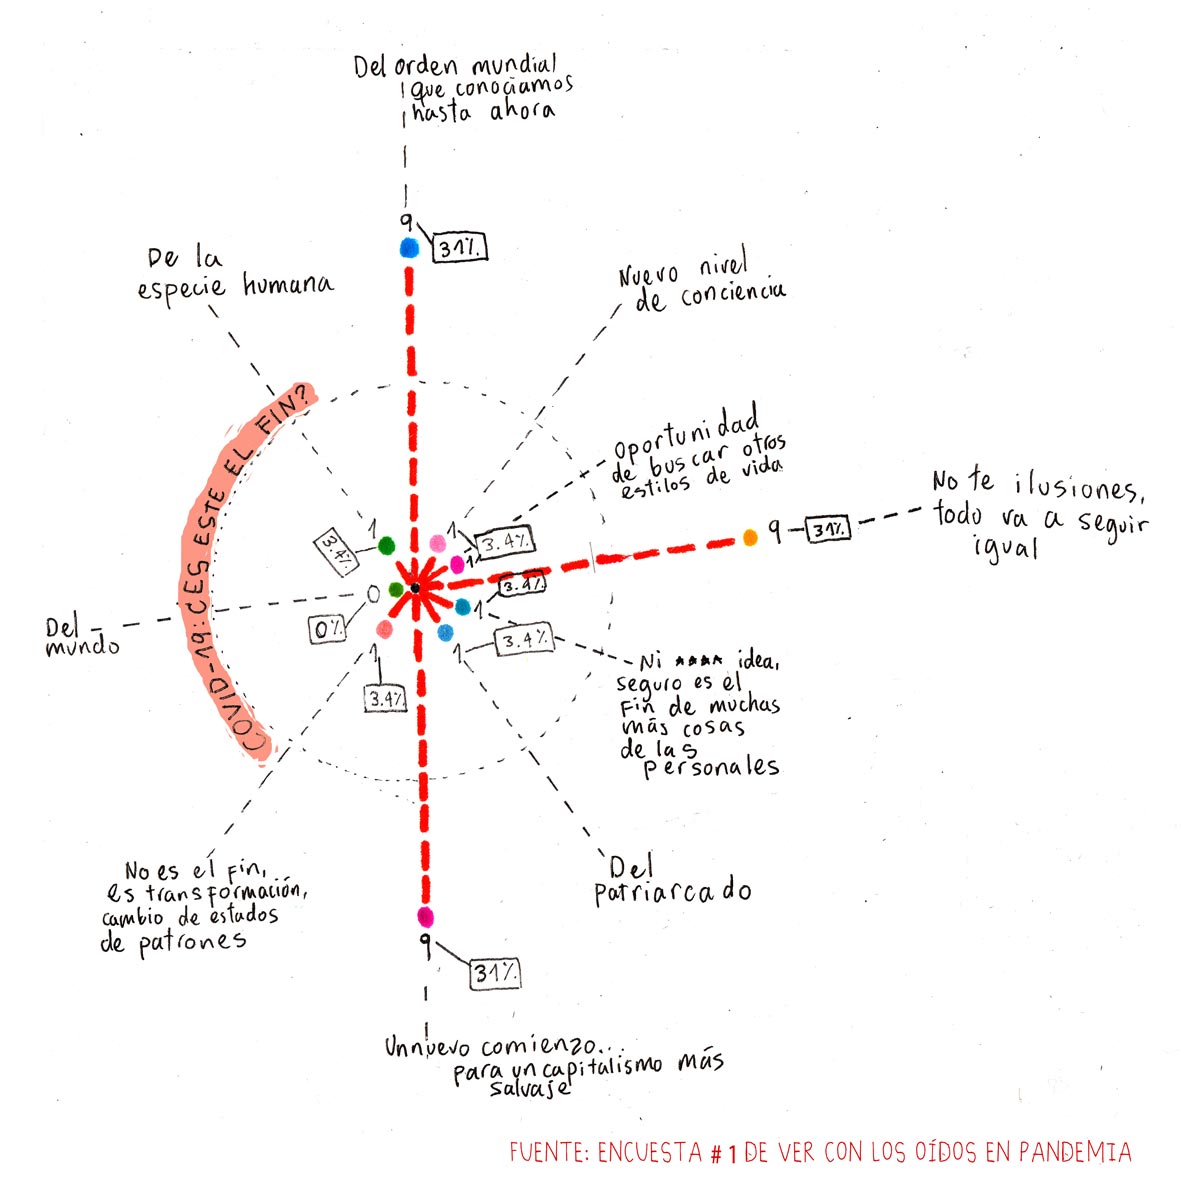 Del orden mundial
que conociamos
hasta ahora
9
31%
De la
especie humana
Nuevo nivel
de conciencia
COVID-19: ¿ES ESTE EL FIN?
Oportunidad
de buscar otros
estilos de vida
No te ilusiones,
todo va a seguir
igual
9
31%
1
3.4%
1
3.4%
1
3.4%
1
0
0%
1
3.4%
1
3.4%
Del
mundo
Ni **** idea,
seguro es el
Fin de muchas
más cosas
de las
personales
No es el Fin,
es transformación,
cambio de estados
de patrones
Del
patriarcado
9
31%
Un nuevo comienzo...
para un capitalismo más
salvaje
FUENTE: ENCUESTA #1 DE VER CON LOS OÍDOS EN PANDEMIA